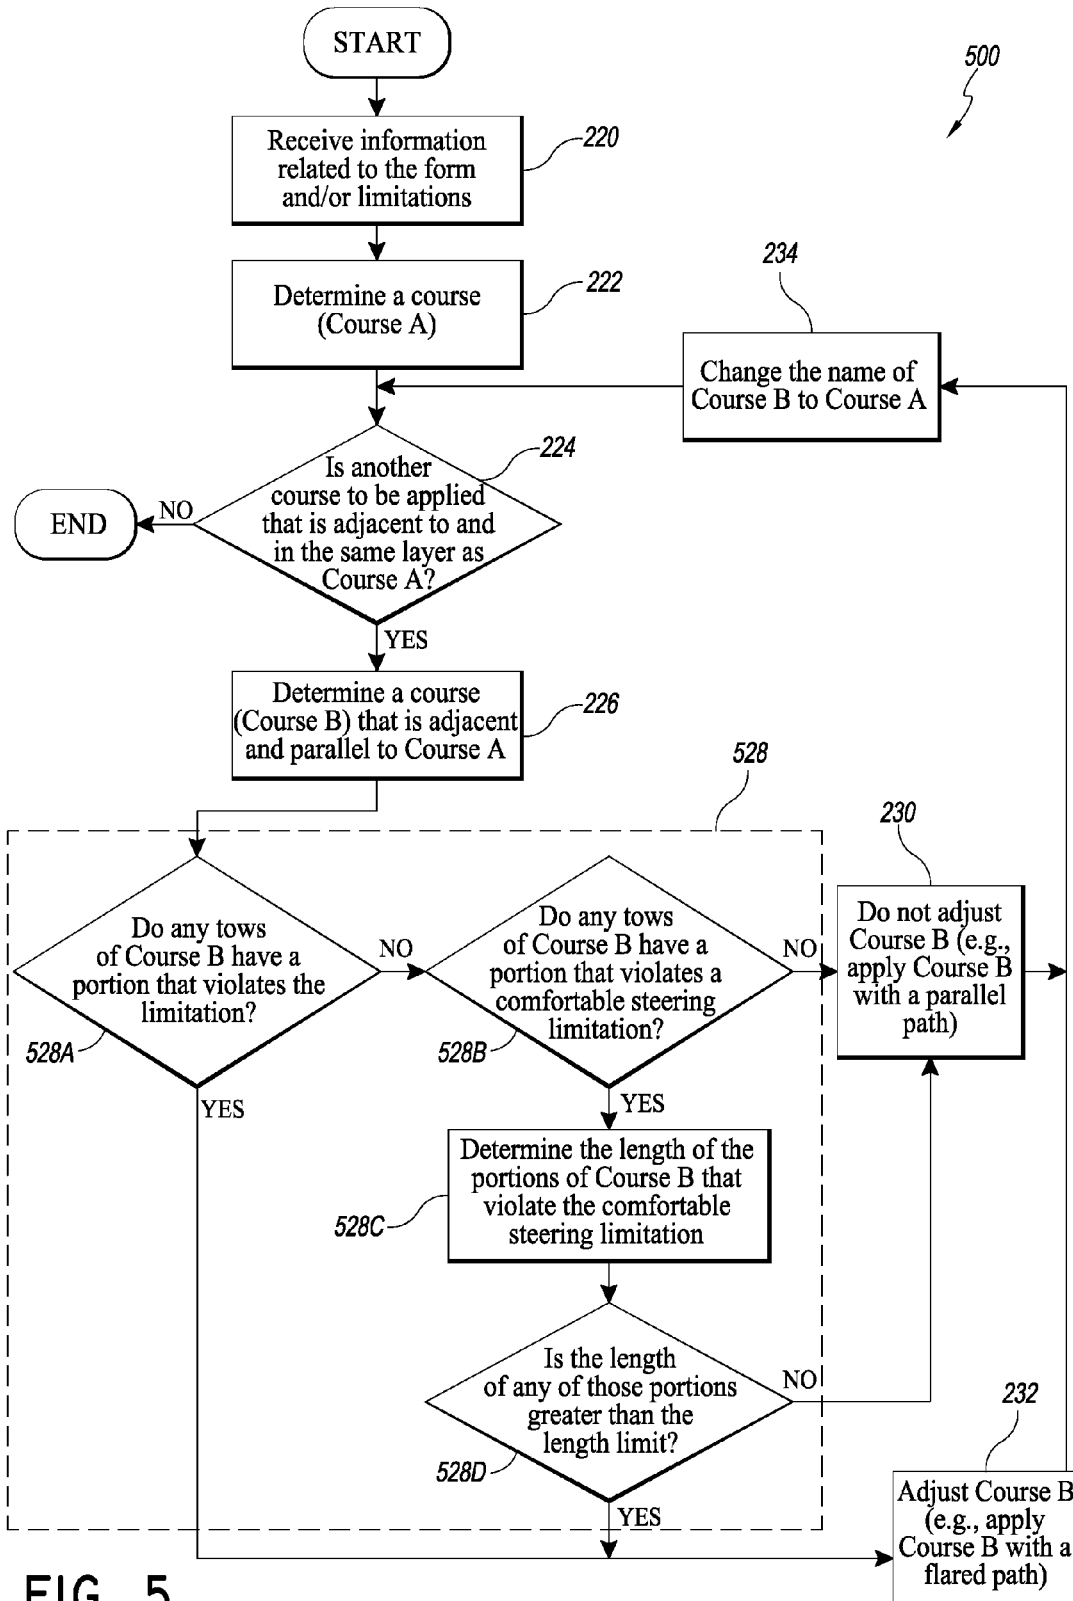 START
500
Receive information
related to the form
and/or limitations
220
Determine a course
(Course A)
222
234
Change the name of
Course B to Course A
224
Is another
course to be applied
that is adjacent to and
in the same layer as
Course A?
NO
END
YES
Determine a course
(Course B) that is adjacent
and parallel to Course A
226
528
230
Do any tows
of Course B have a
portion that violates the
limitation?
528A
NO
Do any tows
of Course B have a
portion that violates a
comfortable steering
limitation?
528B
NO
Do not adjust
Course B (e.g.,
apply Course B
with a parallel
path)
YES
YES
Determine the length of the
portions of Course B that
violate the comfortable
steering limitation
528C
Is the length
of any of those portions
greater than the
length limit?
528D
NO
232
YES
Adjust Course B
(e.g., apply
Course B with a
flared path)
FIG. 5